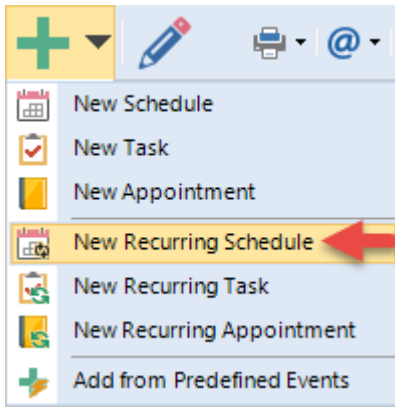 @
New Schedule
New Task
New Appointment
New Recurring Schedule
New Recurring Task
New Recurring Appointment
Add from Predefined Events